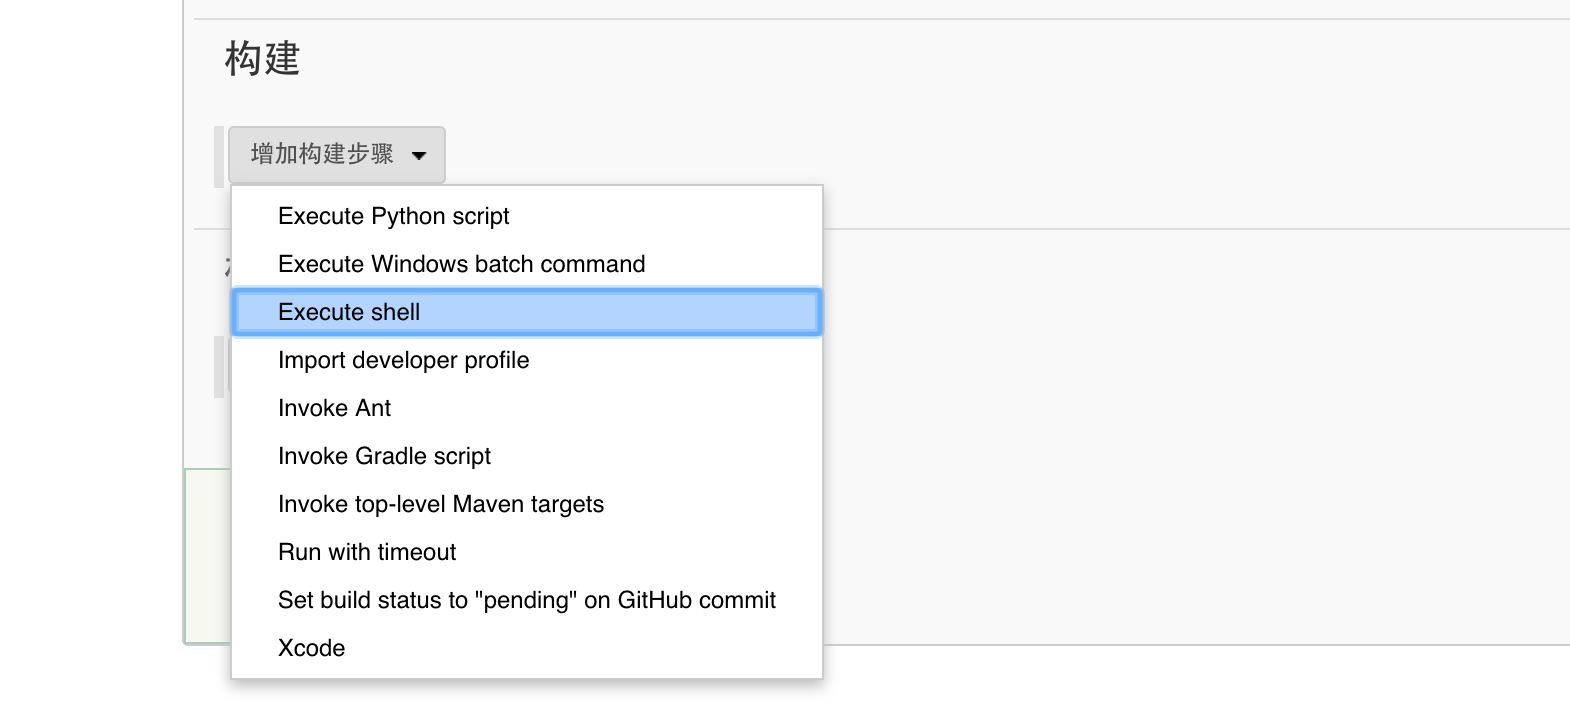 构建
增加构建步骤
Execute Python script
Execute Windows batch command
Execute shell
Import developer profile
Invoke Ant
Invoke Gradle script
Invoke top-level Maven targets
Run with timeout
Set build status to "pending" on GitHub commit
Xcode